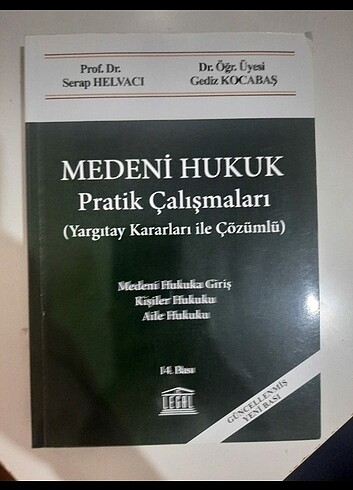 Prof. Dr.
Serap HELVACI
Dr. Öğr. Üyesi
Gediz KOCABAŞ
MEDENİ HUKUK
Pratik Çalışmaları
(Yargıtay Kararları ile Çözümlü)
Medeni Hukuka Giriş
Kişiler Hukuku
Aile Hukuku
14. Bası
LEGAL
GÜNCELLENMİŞ
YENİ BASI